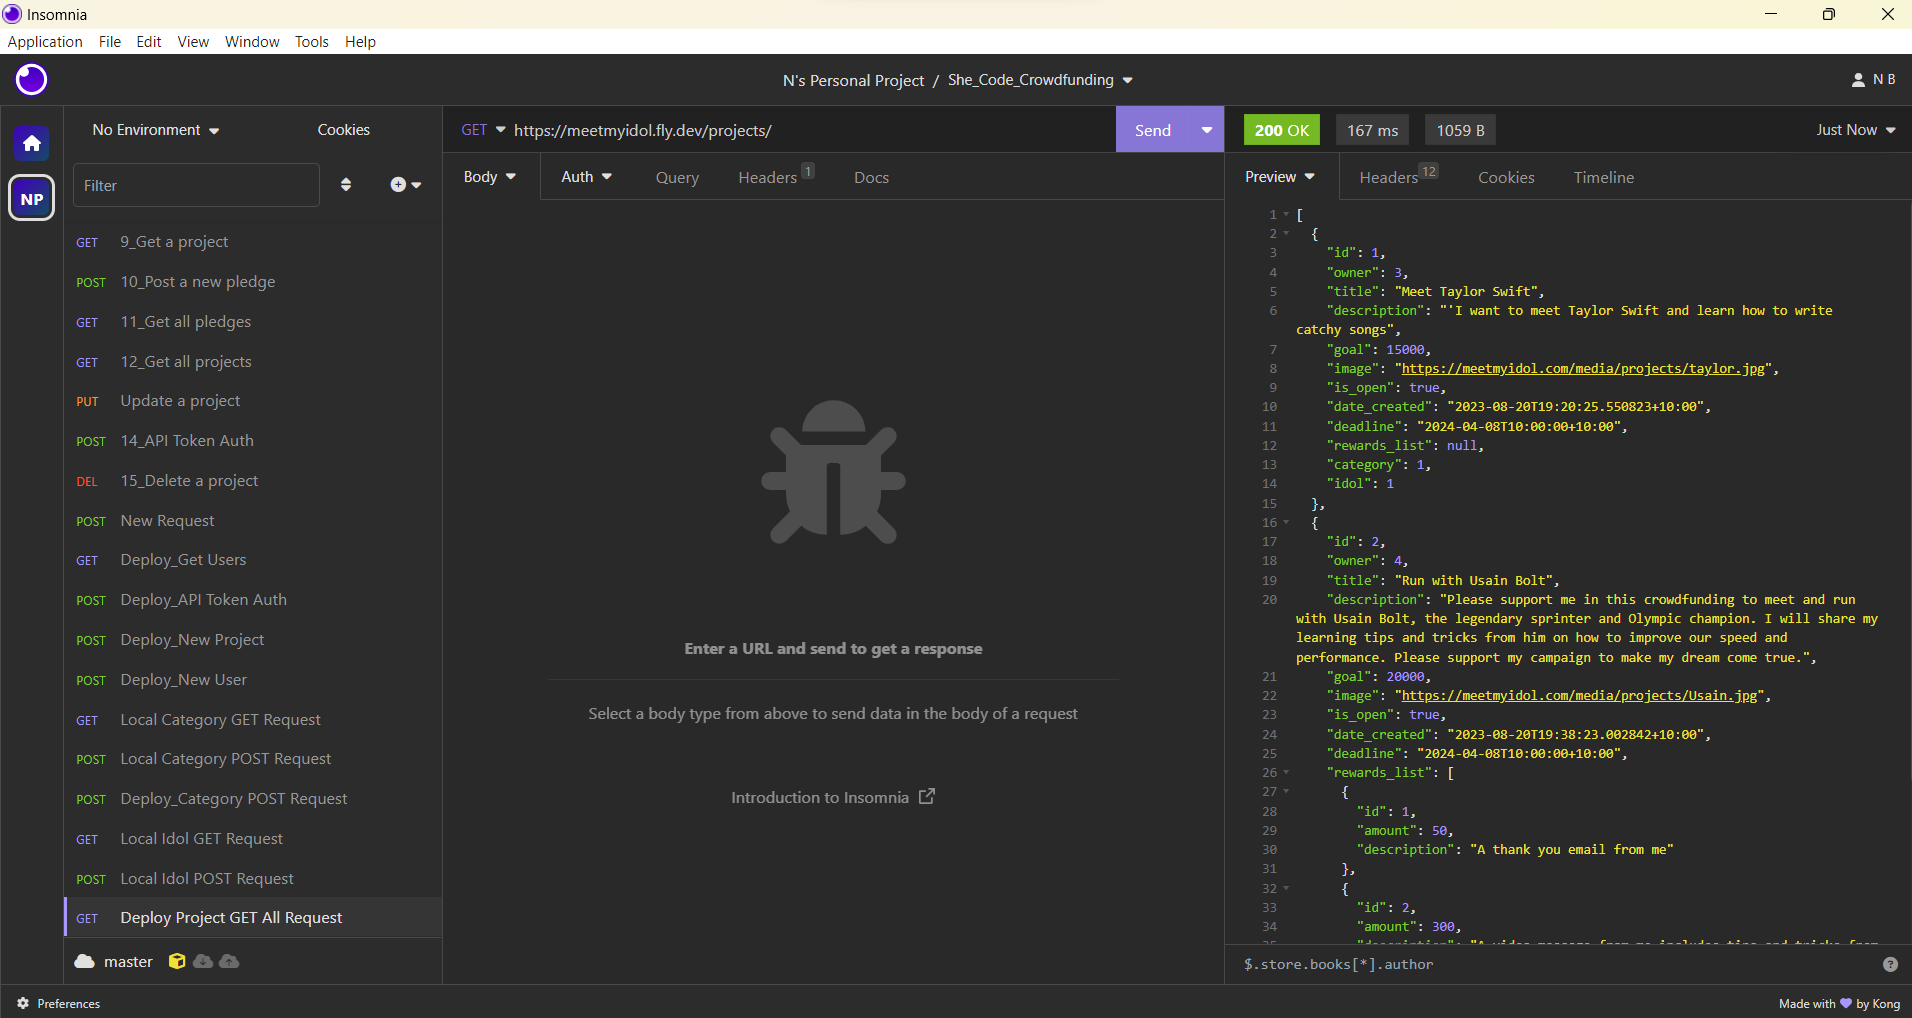 Insomnia
Application File Edit View Window Tools Help
N's Personal Project / She_Code_Crowdfunding
N B
NP
No Environment
Cookies
Filter
GET 9_Get a project
POST 10_Post a new pledge
GET 11_Get all pledges
GET 12_Get all projects
PUT Update a project
POST 14_API Token Auth
DEL 15_Delete a project
POST New Request
GET Deploy_Get Users
POST Deploy_API Token Auth
POST Deploy_New Project
POST Deploy_New User
GET Local Category GET Request
POST Local Category POST Request
POST Deploy_Category POST Request
GET Local Idol GET Request
POST Local Idol POST Request
GET Deploy Project GET All Request
master
GET https://meetmyidol.fly.dev/projects/
Send
Body Auth Query Headers 1 Docs
Enter a URL and send to get a response
Select a body type from above to send data in the body of a request
Introduction to Insomnia
200 OK 167 ms 1059 B Just Now
Preview Headers 12 Cookies Timeline
1 [
2 {
3 "id": 1,
4 "owner": 3,
5 "title": "Meet Taylor Swift",
6 "description": "'I want to meet Taylor Swift and learn how to write
catchy songs",
7 "goal": 15000,
8 "image": "https://meetmyidol.com/media/projects/taylor.jpg",
9 "is_open": true,
10 "date_created": "2023-08-20T19:20:25.550823+10:00",
11 "deadline": "2024-04-08T10:00:00+10:00",
12 "rewards_list": null,
13 "category": 1,
14 "idol": 1
15 },
16 {
17 "id": 2,
18 "owner": 4,
19 "title": "Run with Usain Bolt",
20 "description": "Please support me in this crowdfunding to meet and run
with Usain Bolt, the legendary sprinter and Olympic champion. I will share my
learning tips and tricks from him on how to improve our speed and
performance. Please support my campaign to make my dream come true.",
21 "goal": 20000,
22 "image": "https://meetmyidol.com/media/projects/Usain.jpg",
23 "is_open": true,
24 "date_created": "2023-08-20T19:38:23.002842+10:00",
25 "deadline": "2024-04-08T10:00:00+10:00",
26 "rewards_list": [
27 {
28 "id": 1,
29 "amount": 50,
30 "description": "A thank you email from me"
31 },
32 {
33 "id": 2,
34 "amount": 300,
35 "description": "A video message from me includes tips and tricks from
$.store.books[*].author
Preferences
Made with by Kong